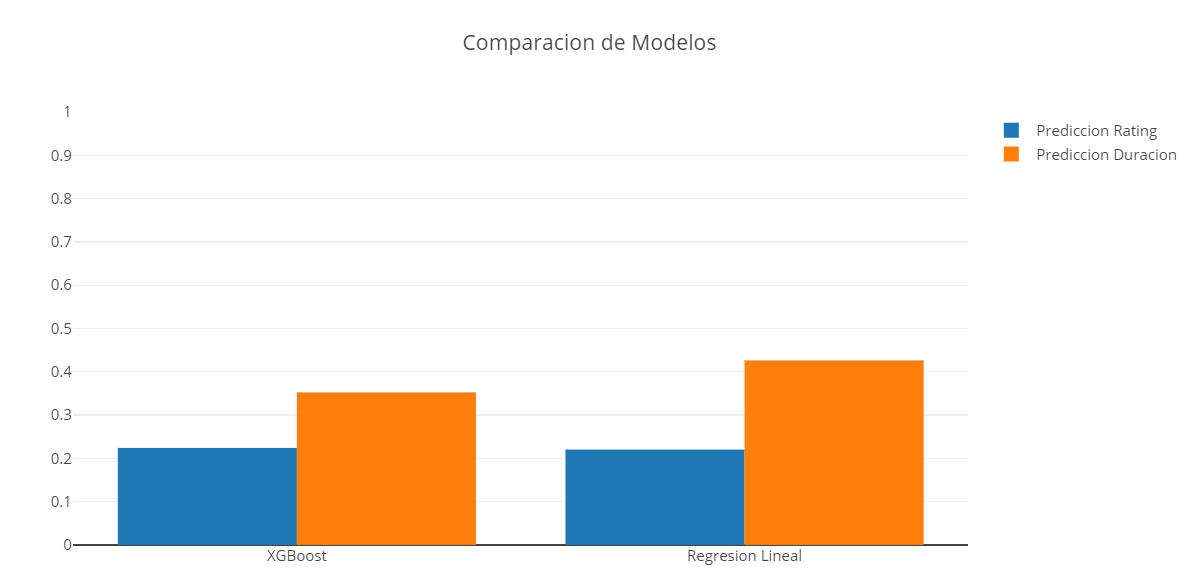 Comparacion de Modelos
1
0.9
0.8
0.7
0.6
0.5
0.4
0.3
0.2
0.1
0
XGBoost
Regresion Lineal
Prediccion Rating
Prediccion Duracion